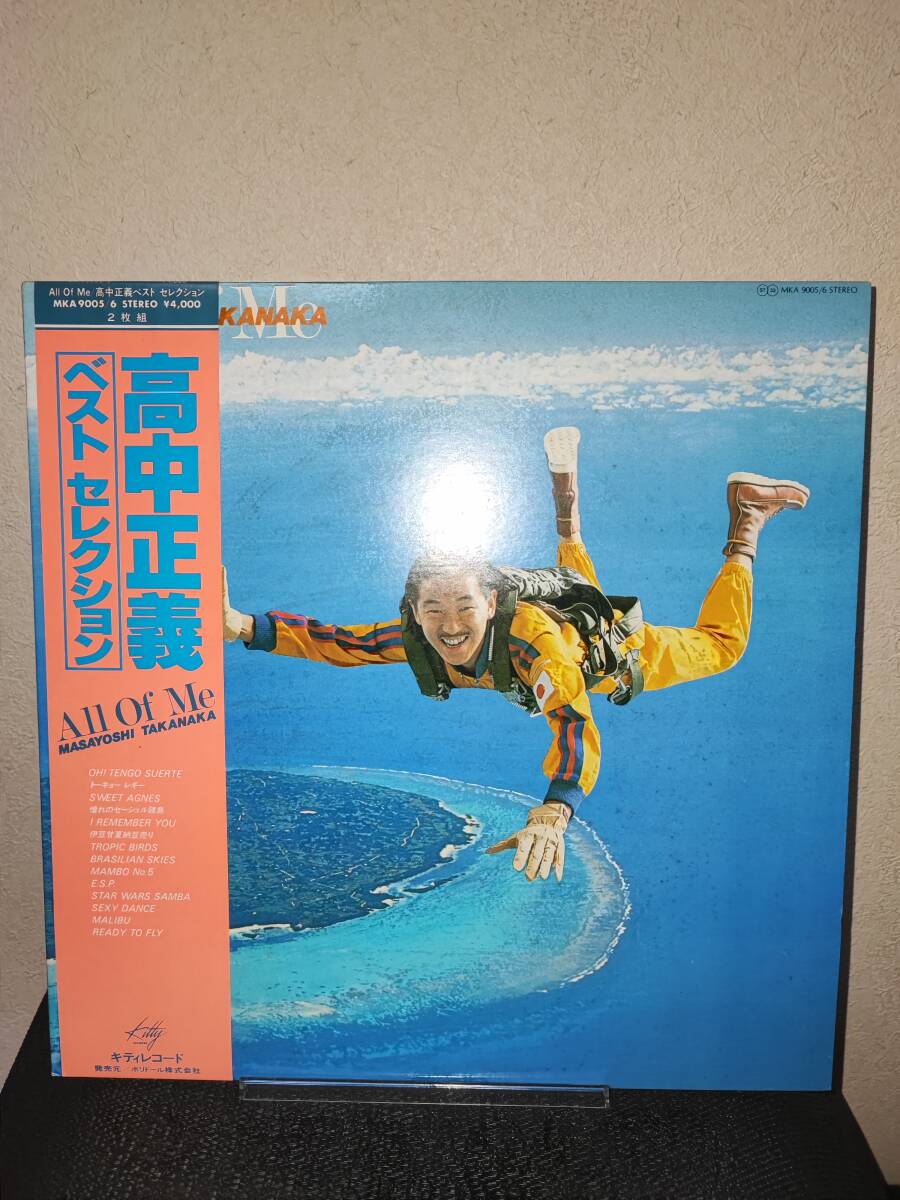 All Of Me/高中正義ベスト セレクション
MKA 9005/6 STEREO ¥4,000
2枚組
高中正義
ベスト セレクション
All Of Me
MASAYOSHI TAKANAKA
OH! TENGO SUERTE
トーキョー レギー
SWEET AGNES
憧れのセーシェル諸島
I REMEMBER YOU
伊豆甘夏納豆売り
TROPIC BIRDS
BRASILIAN SKIES
MAMBO No.5
E.S.P.
STAR WARS SAMBA
SEXY DANCE
MALIBU
READY TO FLY
Kitty
キティレコード
発売元/ポリドール株式会社
Me
KANAKA
MKA 9005/6 STEREO